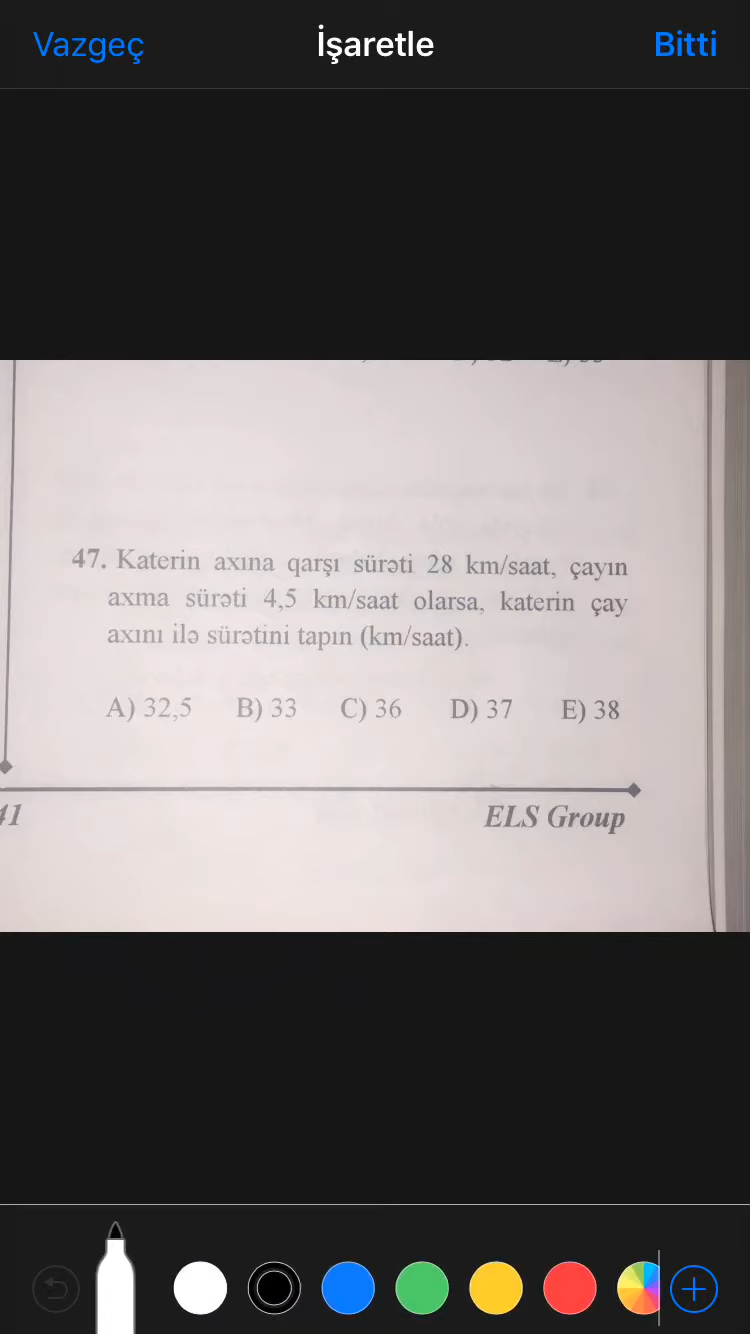 Vazgeç İşaretle Bitti
47. Katerin axına qarşı sürəti 28 km/saat, çayın
axma sürəti 4,5 km/saat olarsa, katerin çay
axını ilə sürətini tapın (km/saat).
A) 32,5 B) 33 C) 36 D) 37 E) 38
41
ELS Group